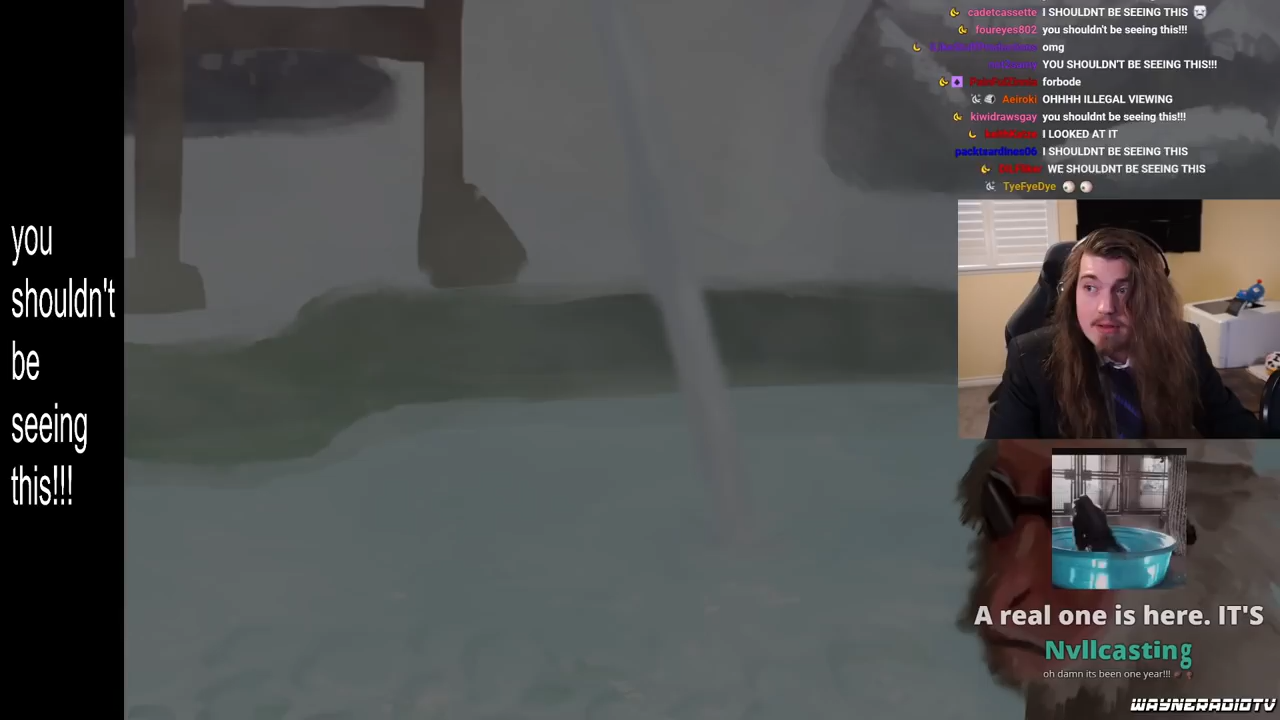 cadetcassette I SHOULDNT BE SEEING THIS
foureyes802 you shouldn't be seeing this!!!
omg
YOU SHOULDN'T BE SEEING THIS!!!
forbode
Aeiroki OHHHH ILLEGAL VIEWING
kiwidrawsgay you shouldnt be seeing this!!!
I LOOKED AT IT
packtsardines06 I SHOULDNT BE SEEING THIS
WE SHOULDNT BE SEEING THIS
TyeFyeDye
you
shouldn't
be
seeing
this!!!
A real one is here. IT'S
Nvllcasting
oh damn its been one year!!!
WAYNERADIOTV